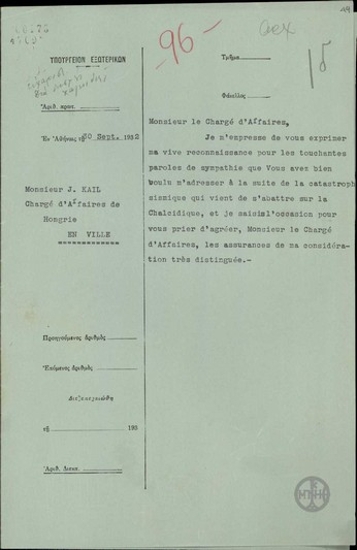 96
44
ΥΠΟΥΡΓΕΙΟΝ ΕΞΩΤΕΡΙΚΩΝ
Τμῆμα
Φάκελλος
Ἀριθ. πρωτ.
Ἐν Ἀθήναις τῇ 30 Sept. 1932
Monsieur J. KAIL
Chargé d'Affaires de
Hongrie
EN VILLE
Monsieur le Chargé d'Affaires,
Je m'expresse de vous exprimer
ma vive reconnaissance pour les touchantes
paroles de sympathie que Vous avez bien
voulu m'adresser à la suite de la catastroph
sismique qui vient de s'abattre sur la
Chalcidique, et je saisis l'occasion pour
vous prier d'agréer, Monsieur le Chargé
d'Affaires, les assurances de ma considéra-
tion très distinguée.-
Προηγούμενος ἀριθμὸς
Ἑπόμενος ἀριθμὸς
Διεξεπεραιώθη
τῇ 193
Ἀριθ. Διεκπ.